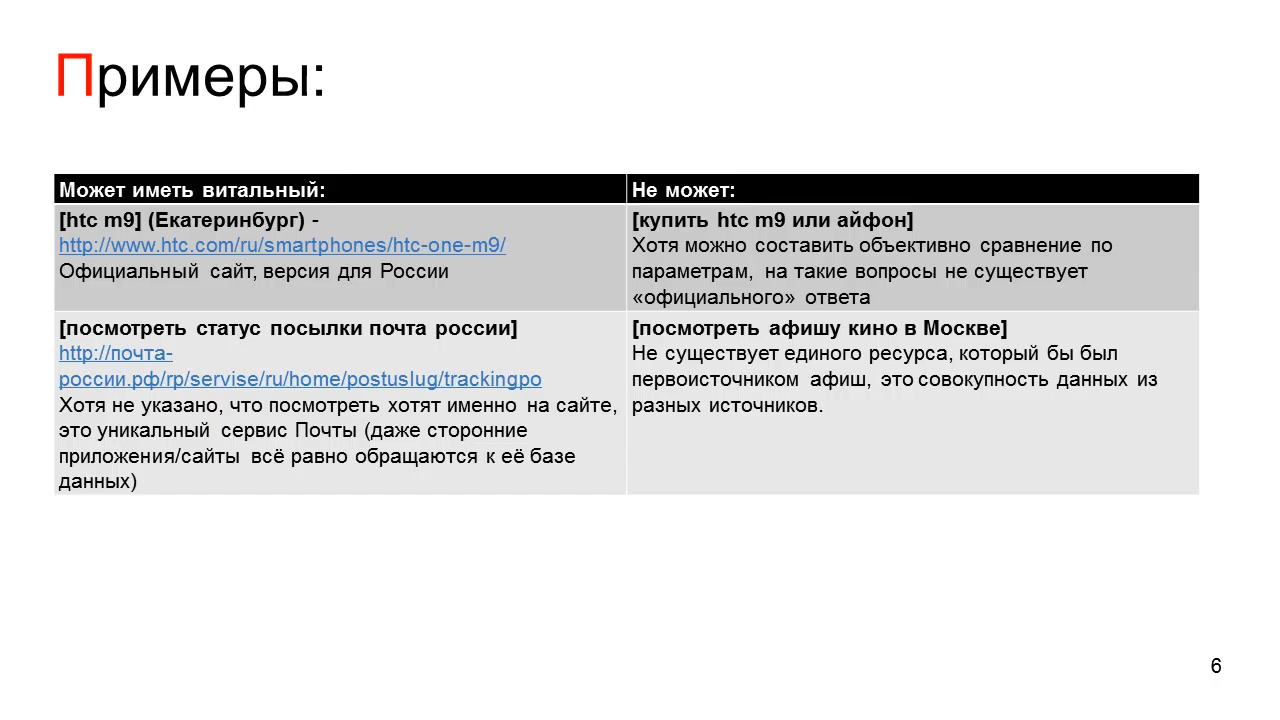 Примеры:
Может иметь витальный:
Не может:
[htc m9] (Екатеринбург) -
http://www.htc.com/ru/smartphones/htc-one-m9/
Официальный сайт, версия для России
[купить htc m9 или айфон]
Хотя можно составить объективно сравнение по
параметрам, на такие вопросы не существует
«официального» ответа
[посмотреть статус посылки почта россии]
http://почта-
россии.рф/rp/servise/ru/home/postuslug/trackingpo
Хотя не указано, что посмотреть хотят именно на сайте,
это уникальный сервис Почты (даже сторонние
приложения/сайты всё равно обращаются к её базе
данных)
[посмотреть афишу кино в Москве]
Не существует единого ресурса, который бы был
первоисточником афиш, это совокупность данных из
разных источников.
6